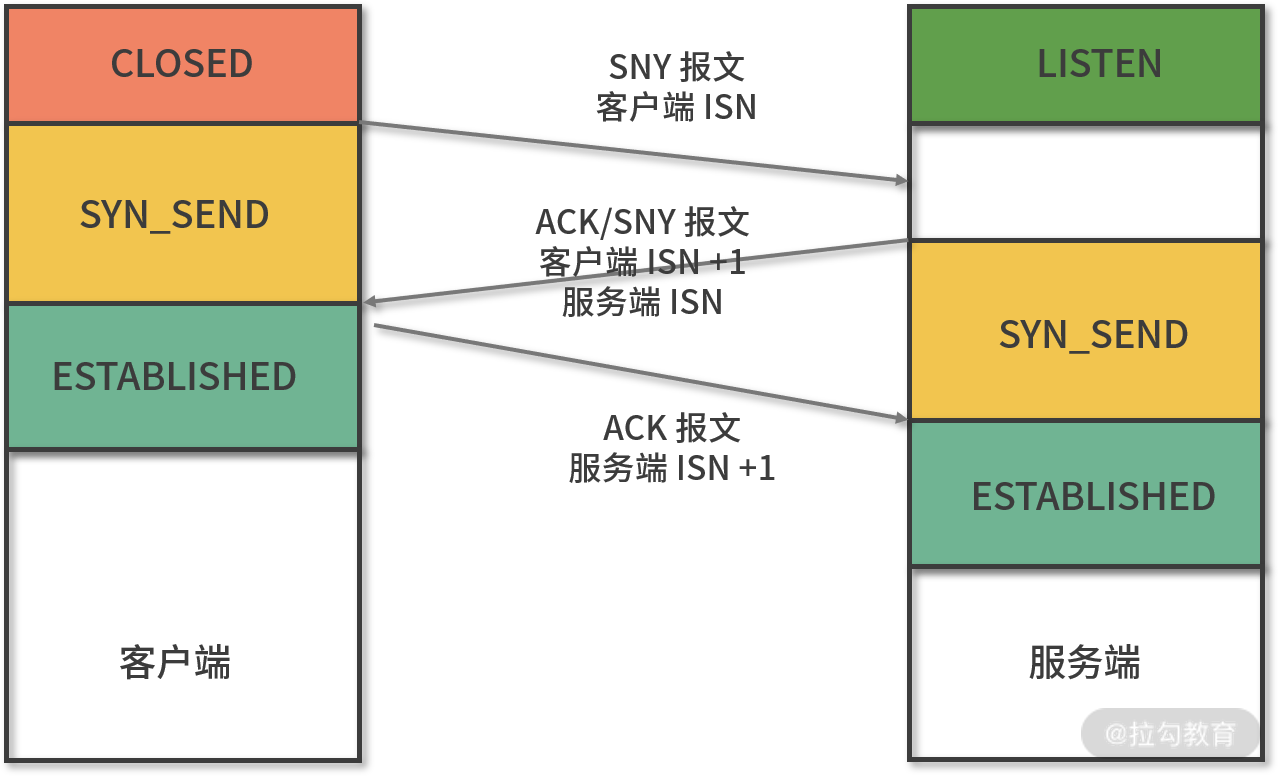 CLOSED
SYN_SEND
ESTABLISHED
客户端
SNY 报文
客户端 ISN
ACK/SNY 报文
客户端 ISN +1
服务端 ISN
ACK 报文
服务端 ISN +1
LISTEN
SYN_SEND
ESTABLISHED
服务端
@拉勾教育